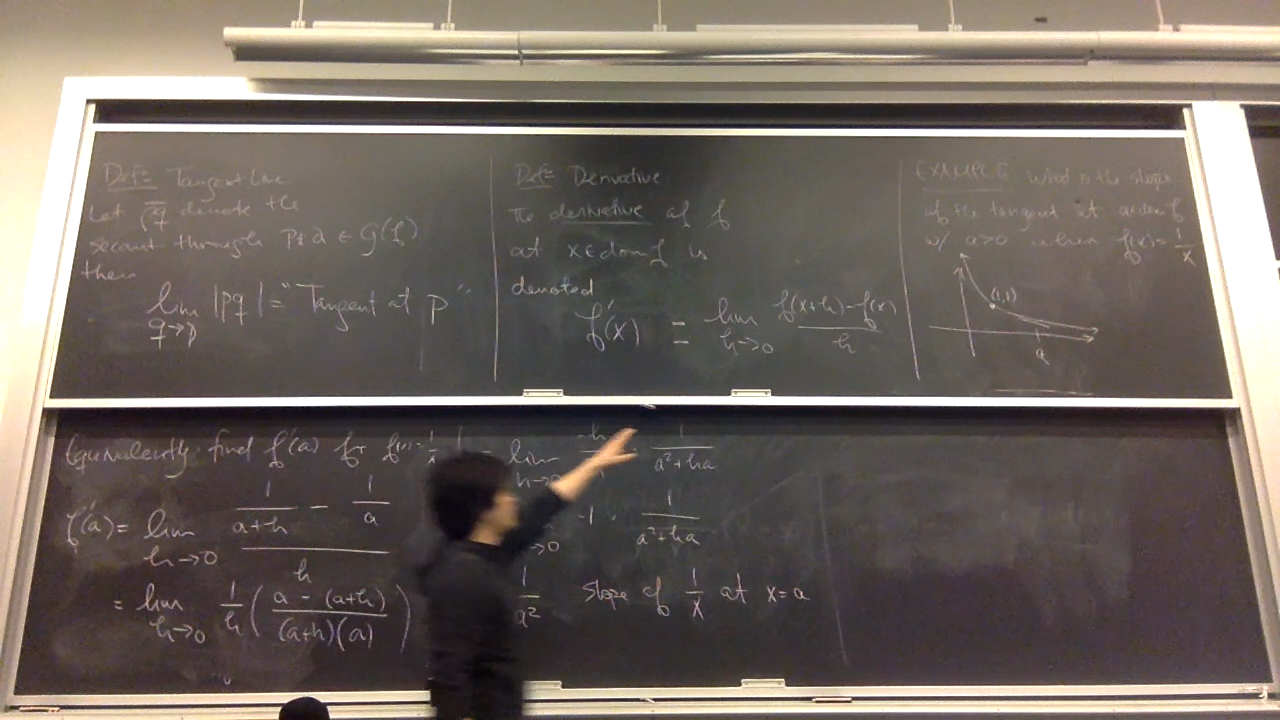 Def: Tangent Line
Let p̅q̅ denote the
secant through p & q ∈ G(f)
then
lim q→p |pq| = "Tangent at p"
Def: Derivative
The derivative of f
at x ∈ dom f is
denoted
f'(x) = lim h→0 (f(x+h) - f(x))/h
EXAMPLE What is the slope
of the tangent at
w/ a>0 when f(x) = 1/x
(1,1)
a
Equivalently find f'(a) for f(x) = 1/x
f'(a) = lim h→0 (1/(a+h) - 1/a)/h
= lim h→0 1/h ((a - (a+h))/((a+h)(a)))
lim h→0 -h 1/(a²+ha)
→0 -1 · 1/(a²+ha)
1/a² slope of 1/x at x=a